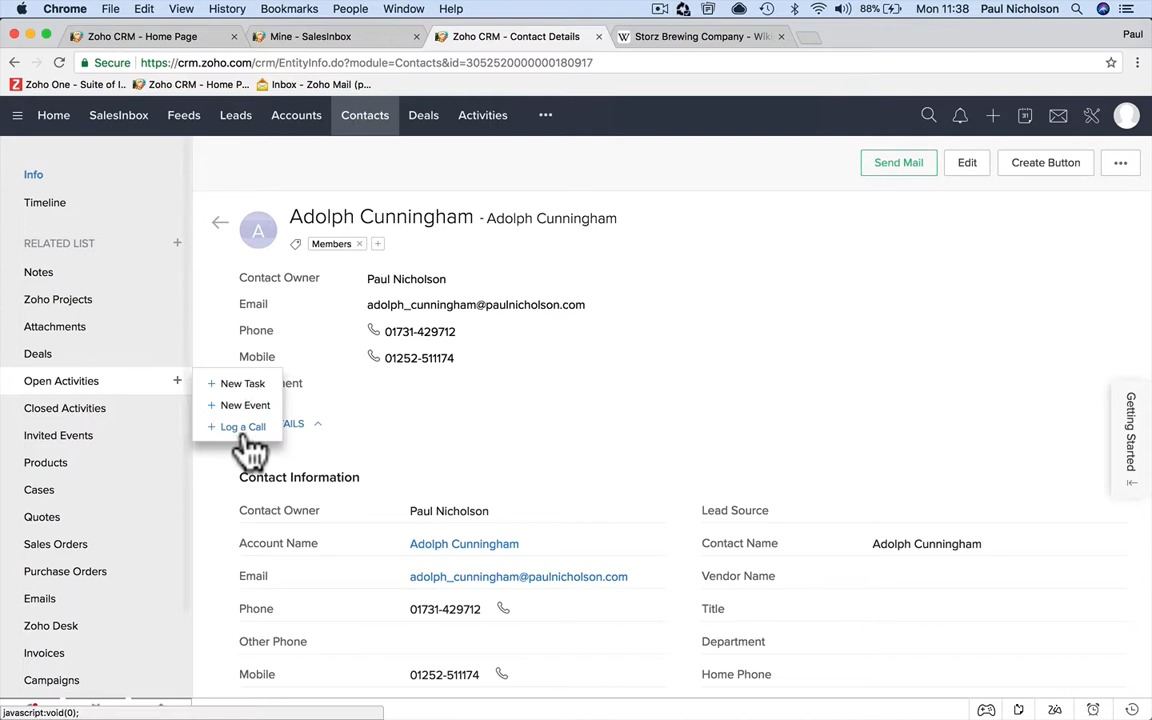 Chrome File Edit View History Bookmarks People Window Help 88% Mon 11:38 Paul Nicholson
Zoho CRM - Home Page Mine - SalesInbox Zoho CRM - Contact Details Storz Brewing Company - Wiki Paul
Secure https://crm.zoho.com/crm/EntityInfo.do?module=Contacts&id=3052520000000180917
Zoho One - Suite of I.. Zoho CRM - Home P... Inbox - Zoho Mail (p...
Home SalesInbox Feeds Leads Accounts Contacts Deals Activities ••• 31
Send Mail Edit Create Button •••
Info
Timeline
RELATED LIST +
Notes
Zoho Projects
Attachments
Deals
Open Activities +
Closed Activities
Invited Events
Products
Cases
Quotes
Sales Orders
Purchase Orders
Emails
Zoho Desk
Invoices
Campaigns
+ New Task
+ New Event
+ Log a Call
A
Adolph Cunningham - Adolph Cunningham
Members × +
Contact Owner Paul Nicholson
Email adolph_cunningham@paulnicholson.com
Phone 01731-429712
Mobile 01252-511174
Contact Information
Contact Owner Paul Nicholson Lead Source
Account Name Adolph Cunningham Contact Name Adolph Cunningham
Email adolph_cunningham@paulnicholson.com Vendor Name
Phone 01731-429712 Title
Other Phone Department
Mobile 01252-511174 Home Phone
Getting Started
javascript:void(0);